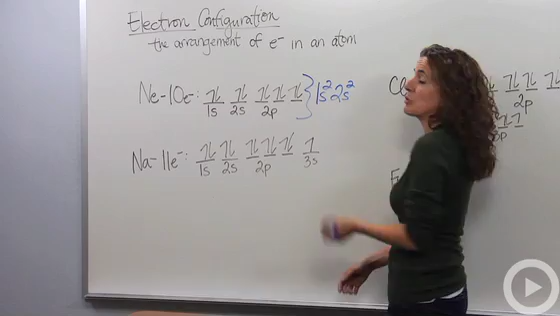 Electron Configuration
the arrangement of e⁻ in an atom
Ne-10e⁻: ⥮ ⥮ ⥮ ⥮ ⥮ } 1s² 2s²
1s 2s 2p
Na-11e⁻: ⥮ ⥮ ⥮ ⥮ ⥮ ↿
1s 2s 2p 3s
2p